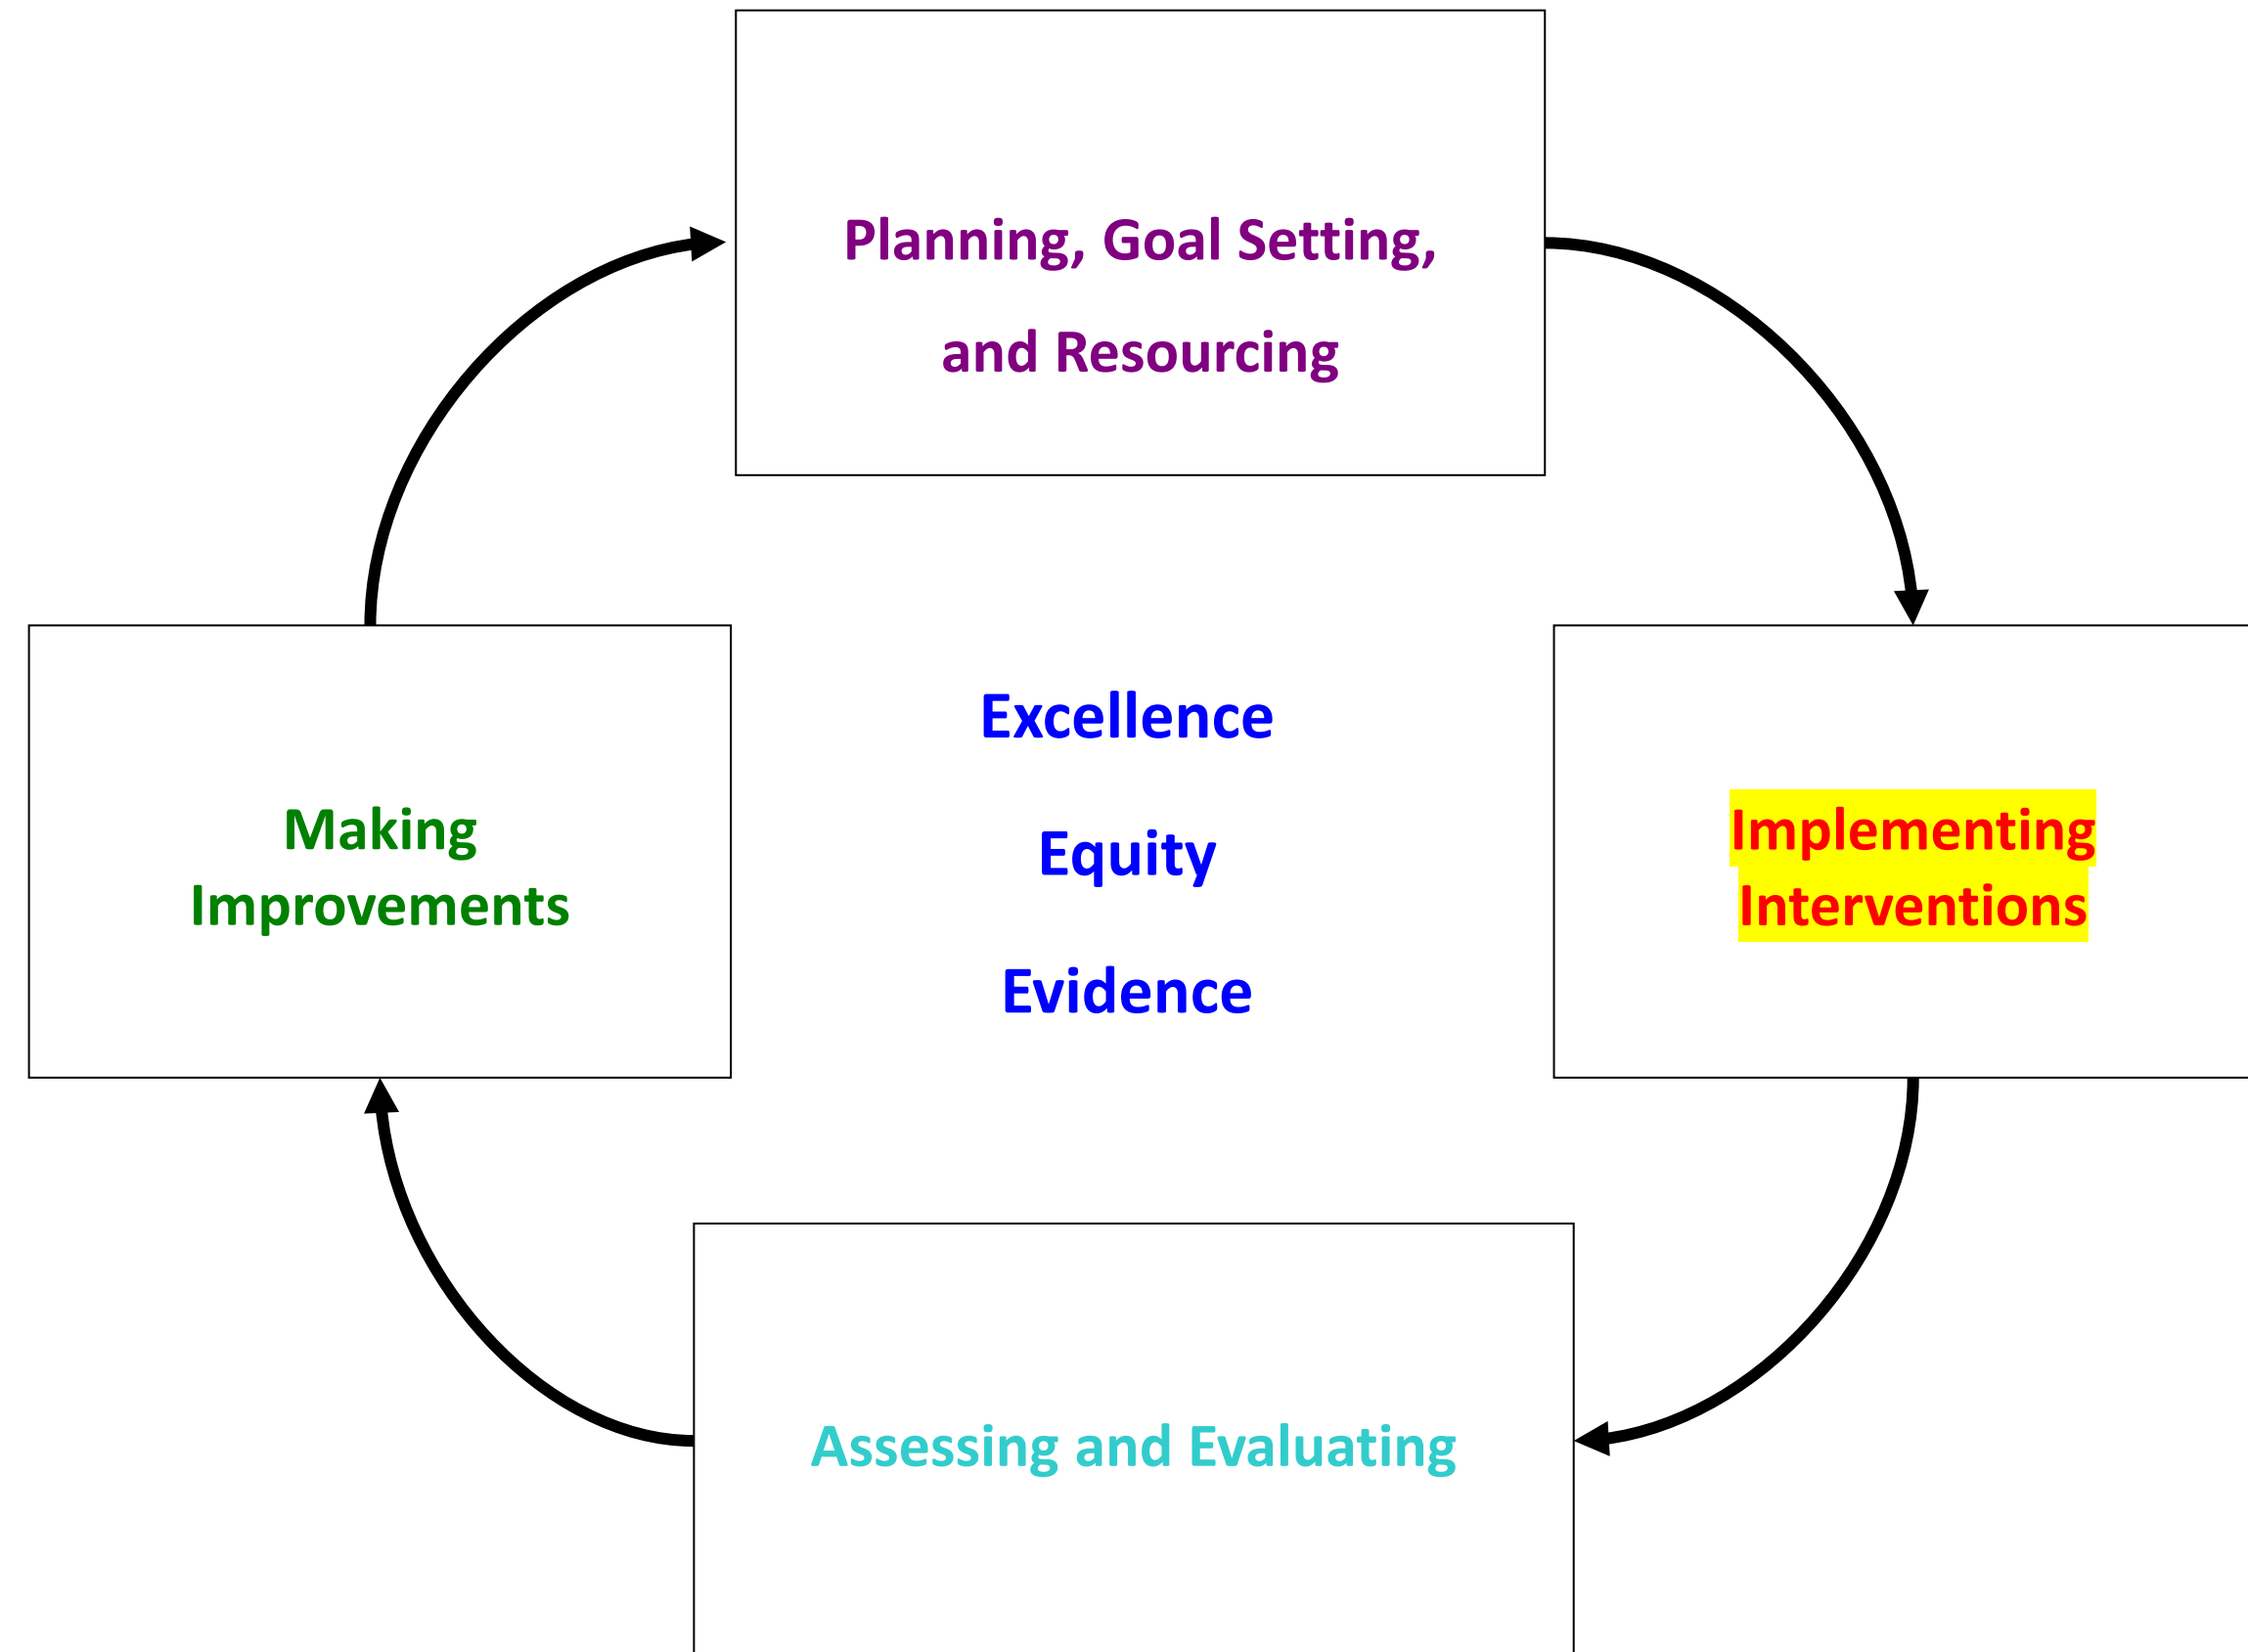 Planning, Goal Setting,
and Resourcing
Excellence
Equity
Evidence
Making
Improvements
Implementing
Interventions
Assessing and Evaluating